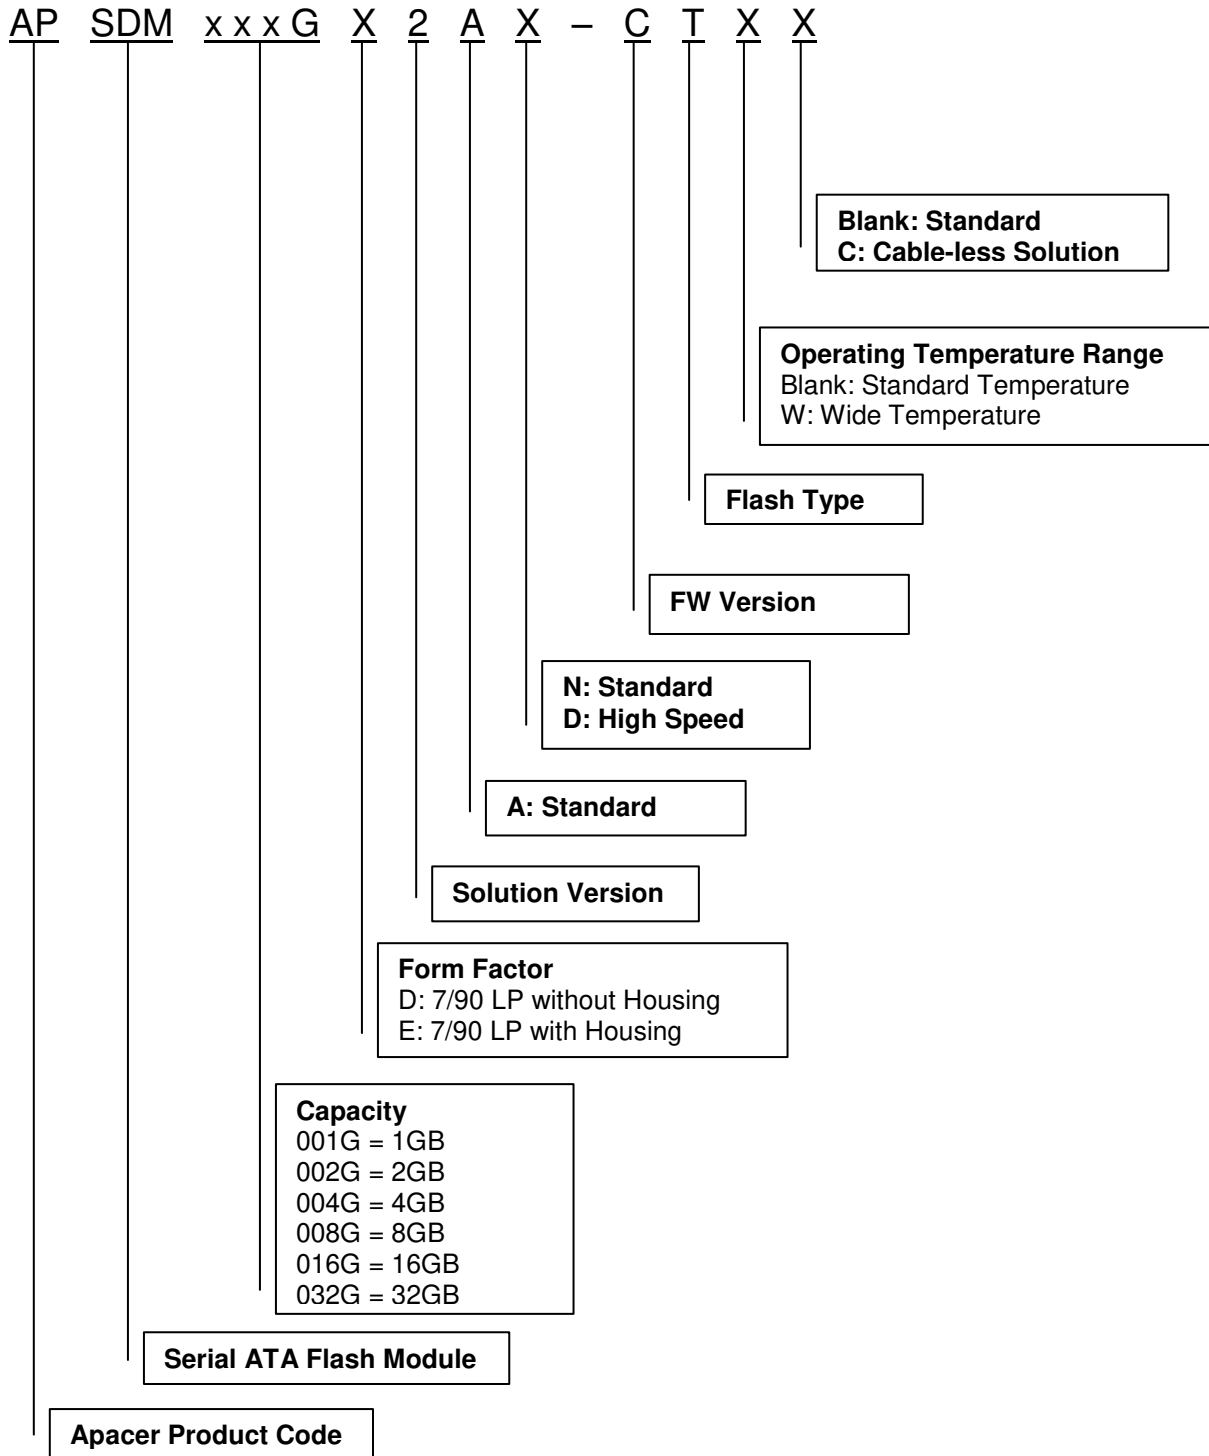 AP SDM x x x G X 2 A X – C T X X
Blank: Standard
C: Cable-less Solution
Operating Temperature Range
Blank: Standard Temperature
W: Wide Temperature
Flash Type
FW Version
N: Standard
D: High Speed
A: Standard
Solution Version
Form Factor
D: 7/90 LP without Housing
E: 7/90 LP with Housing
Capacity
001G = 1GB
002G = 2GB
004G = 4GB
008G = 8GB
016G = 16GB
032G = 32GB
Serial ATA Flash Module
Apacer Product Code